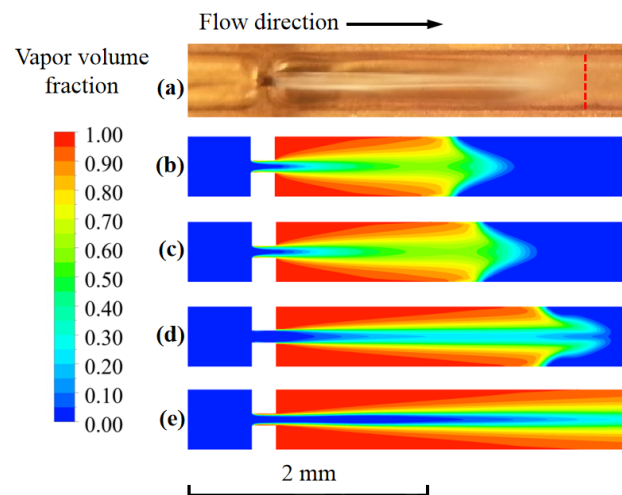 Flow direction
Vapor volume
fraction
(a)
1.00
0.90
0.80
0.70
0.60
0.50
0.40
0.30
0.20
0.10
0.00
(b)
(c)
(d)
(e)
2 mm